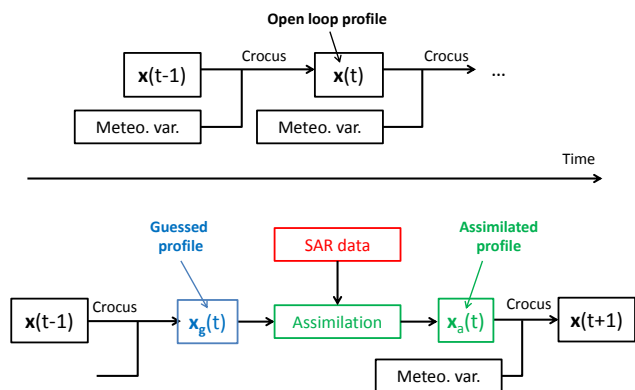 Open loop profile
x(t-1)
Crocus
x(t)
Crocus
...
Meteo. var.
Meteo. var.
Time
Guessed
profile
SAR data
Assimilated
profile
x(t-1)
Crocus
xg(t)
Assimilation
xa(t)
Crocus
x(t+1)
Meteo. var.